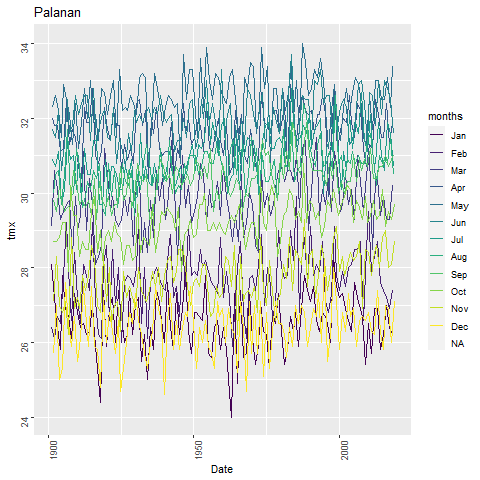 Palanan
tmx
34
32
30
28
26
24
1900
1950
2000
Date
months
Jan
Feb
Mar
Apr
May
Jun
Jul
Aug
Sep
Oct
Nov
Dec
NA